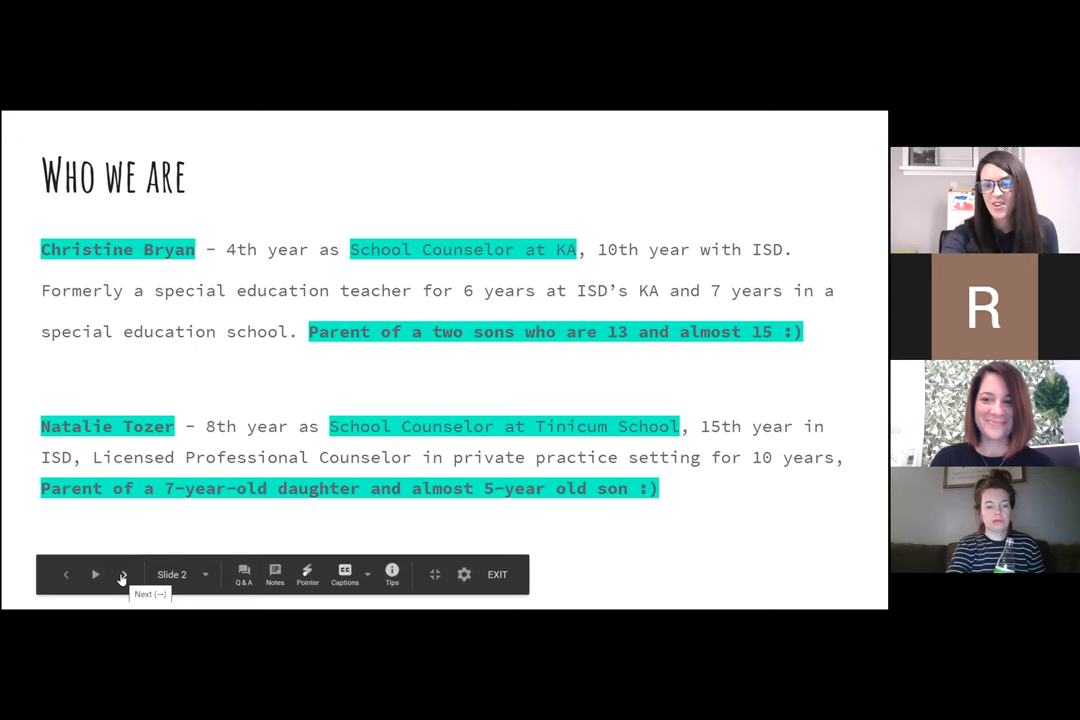 WHO WE ARE
Christine Bryan - 4th year as School Counselor at KA, 10th year with ISD.
Formerly a special education teacher for 6 years at ISD's KA and 7 years in a
special education school. Parent of a two sons who are 13 and almost 15 :)
Natalie Tozer - 8th year as School Counselor at Tinicum School, 15th year in
ISD, Licensed Professional Counselor in private practice setting for 10 years,
Parent of a 7-year-old daughter and almost 5-year old son :)
Slide 2
Q & A
Notes
Pointer
Captions
Tips
EXIT
Next (→)
R